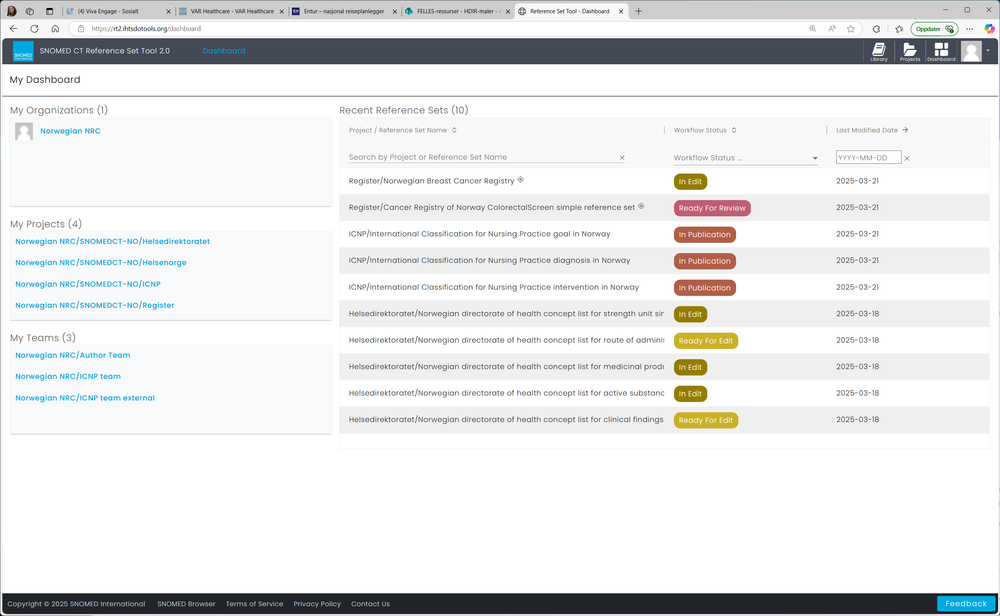 (4) Viva Engage - Sosialt
VAR Healthcare - VAR Healthcare
EN Entur – nasjonal reiseplanlegger
FELLES-ressurser - HDIR-maler - A
Reference Set Tool - Dashboard
https://rt2.ihtsdotools.org/dashboard
Oppdater
SNOMED International
SNOMED CT Reference Set Tool 2.0
Dashboard
Library
Projects
Dashboard
My Dashboard
My Organizations (1)
Norwegian NRC
My Projects (4)
Norwegian NRC/SNOMEDCT-NO/Helsedirektoratet
Norwegian NRC/SNOMEDCT-NO/Helsenorge
Norwegian NRC/SNOMEDCT-NO/ICNP
Norwegian NRC/SNOMEDCT-NO/Register
My Teams (3)
Norwegian NRC/Author Team
Norwegian NRC/ICNP team
Norwegian NRC/ICNP team external
Recent Reference Sets (10)
Project / Reference Set Name Workflow Status Last Modified Date
Search by Project or Reference Set Name Workflow Status ... YYYY-MM-DD
Register/Norwegian Breast Cancer Registry In Edit 2025-03-21
Register/Cancer Registry of Norway ColorectalScreen simple reference set Ready For Review 2025-03-21
ICNP/International Classification for Nursing Practice goal in Norway In Publication 2025-03-21
ICNP/International Classification for Nursing Practice diagnosis in Norway In Publication 2025-03-21
ICNP/International Classification for Nursing Practice intervention in Norway In Publication 2025-03-21
Helsedirektoratet/Norwegian directorate of health concept list for strength unit sin In Edit 2025-03-18
Helsedirektoratet/Norwegian directorate of health concept list for route of adminis Ready For Edit 2025-03-18
Helsedirektoratet/Norwegian directorate of health concept list for medicinal produ In Edit 2025-03-18
Helsedirektoratet/Norwegian directorate of health concept list for active substanc In Edit 2025-03-18
Helsedirektoratet/Norwegian directorate of health concept list for clinical findings Ready For Edit 2025-03-18
Copyright © 2025 SNOMED International SNOMED Browser Terms of Service Privacy Policy Contact Us
Feedback